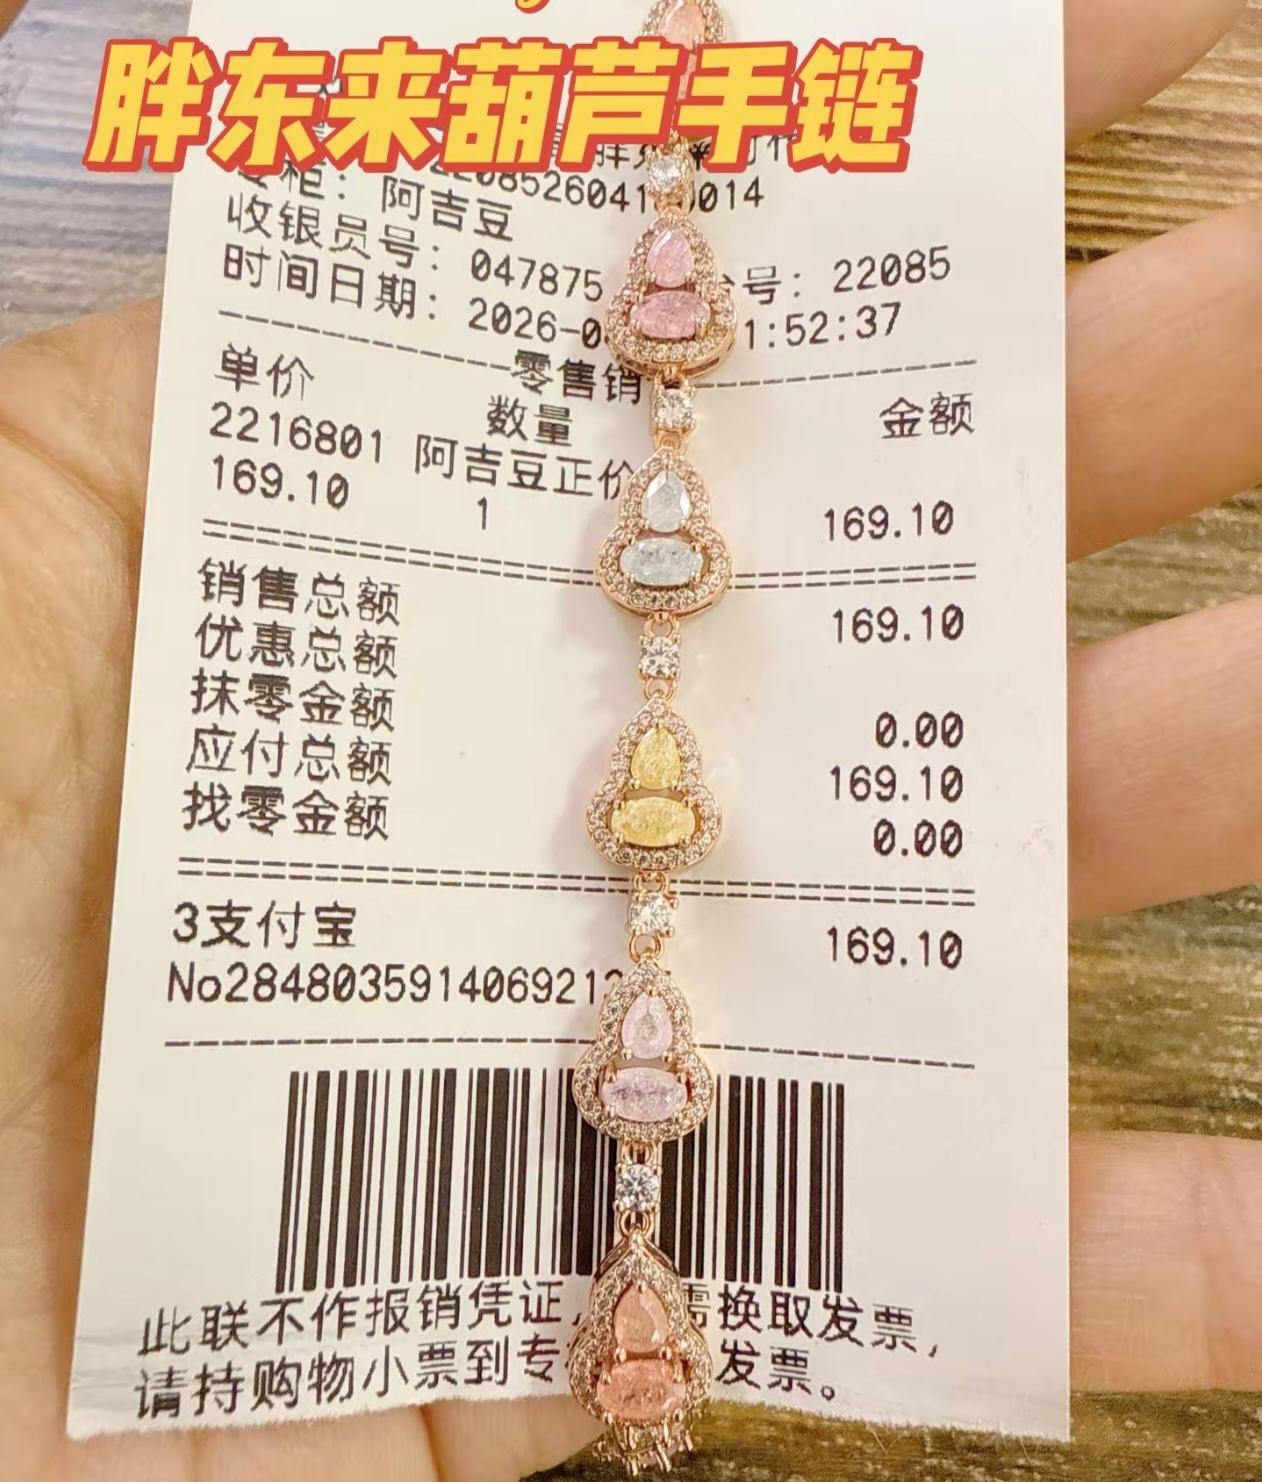 胖东来葫芦手链
专柜: 阿吉豆
收银员号: 047875 台号: 22085
时间日期: 2026-0 1:52:37
零售销
单价 数量 金额
2216801 阿吉豆正价
169.10 1 169.10
销售总额 169.10
优惠总额
抹零金额 0.00
应付总额 169.10
找零金额 0.00
3支付宝 169.10
No2848035914069212
此联不作报销凭证, 需换取发票,
请持购物小票到专 发票。